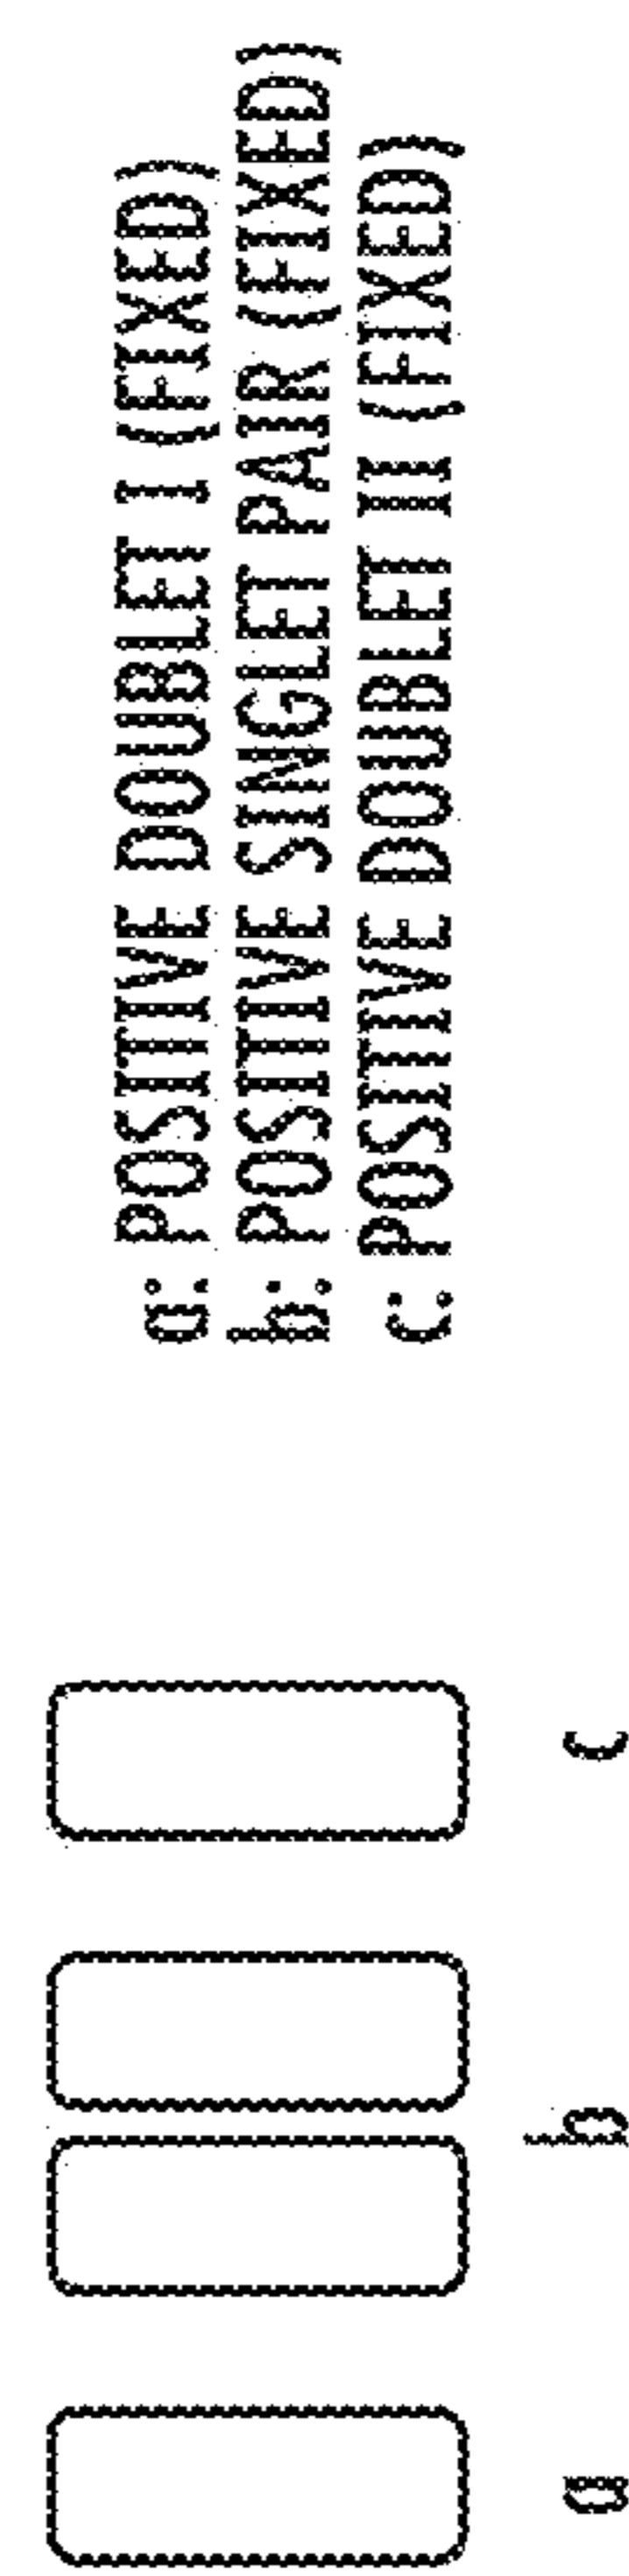 a: POSITIVE DOUBLET I (FIXED)
b: POSITIVE SINGLET PAIR (FIXED)
c: POSITIVE DOUBLET II (FIXED)
a b c